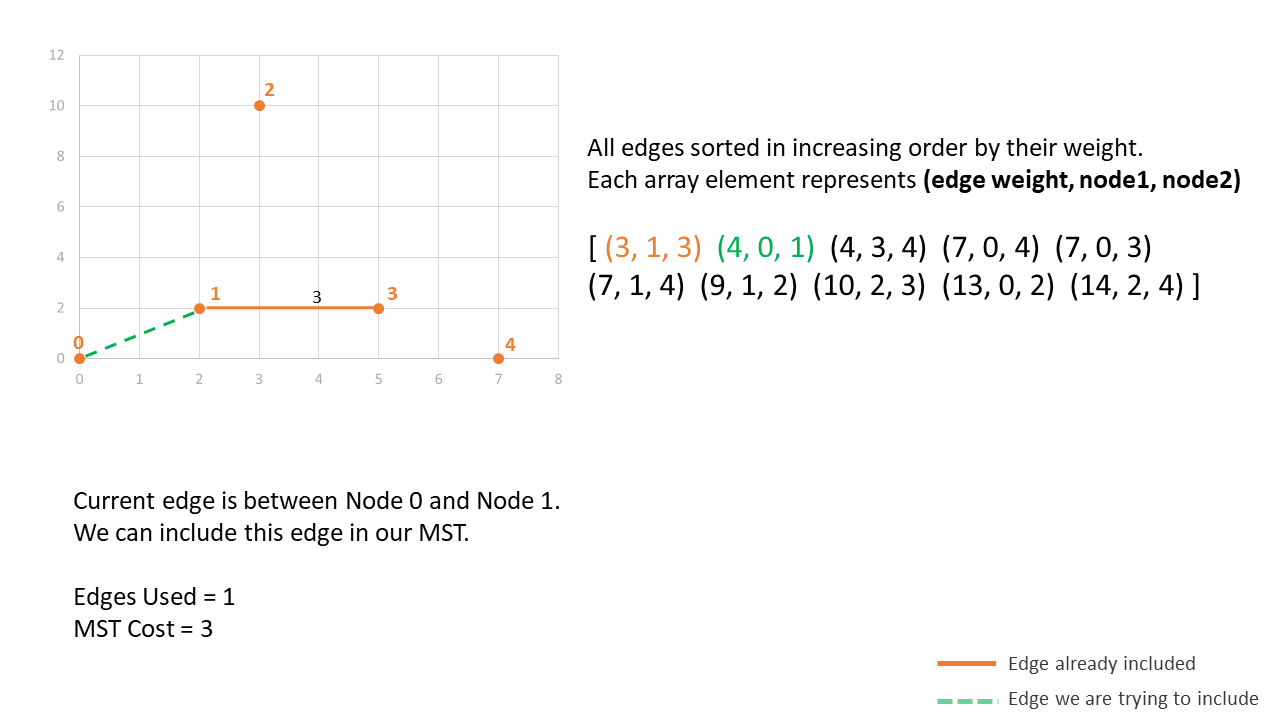 12
2
10
8
6
4
1
3
3
2
0
4
0
0 1 2 3 4 5 6 7 8
All edges sorted in increasing order by their weight.
Each array element represents (edge weight, node1, node2)
[ (3, 1, 3) (4, 0, 1) (4, 3, 4) (7, 0, 4) (7, 0, 3)
(7, 1, 4) (9, 1, 2) (10, 2, 3) (13, 0, 2) (14, 2, 4) ]
Current edge is between Node 0 and Node 1.
We can include this edge in our MST.
Edges Used = 1
MST Cost = 3
Edge already included
Edge we are trying to include